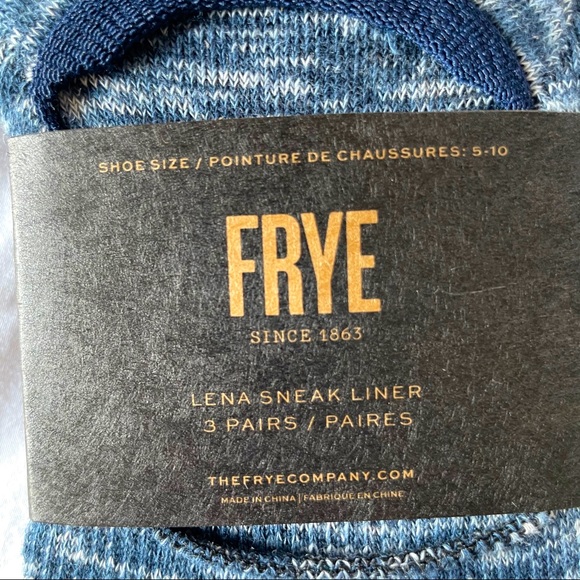 SHOE SIZE / POINTURE DE CHAUSSURES: 5-10
FRYE
SINCE 1863
LENA SNEAK LINER
3 PAIRS / PAIRES
THEFRYECOMPANY.COM
MADE IN CHINA | FABRIQUÉ EN CHINE